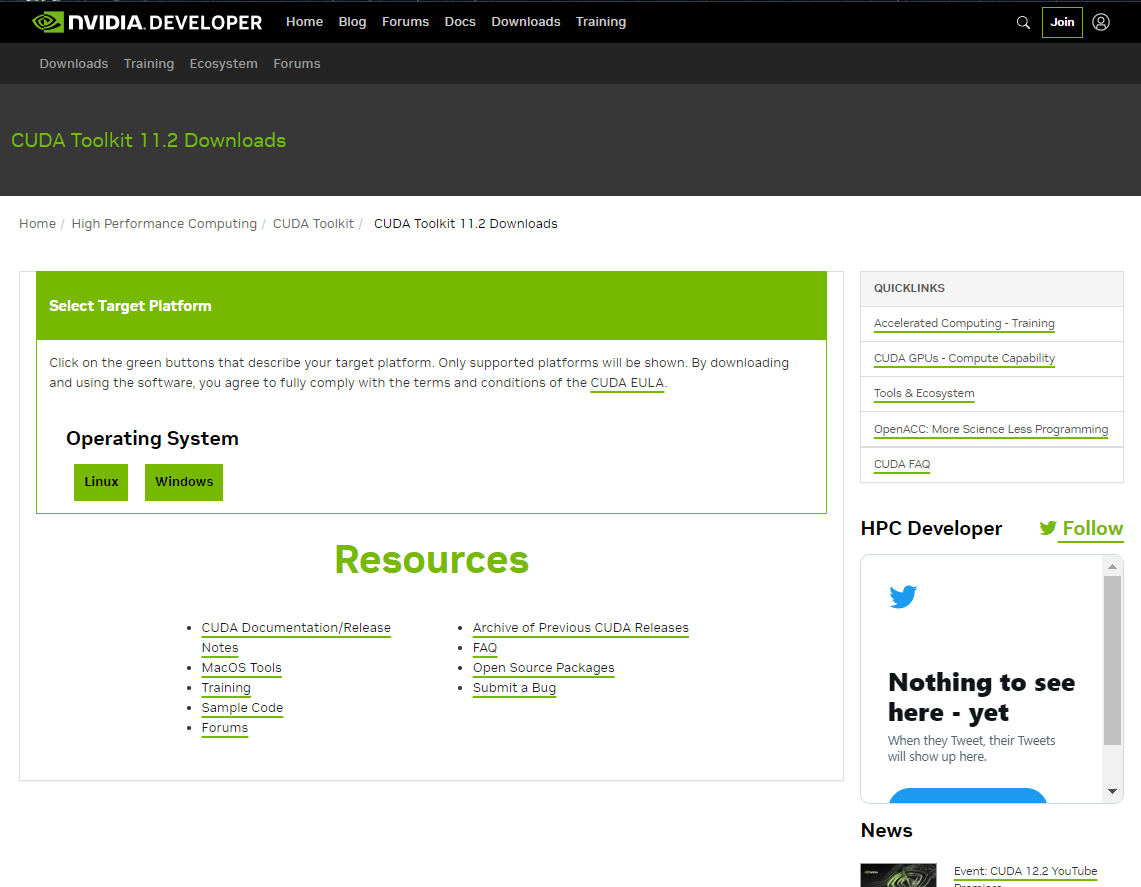 NVIDIA. DEVELOPER Home Blog Forums Docs Downloads Training Join
Downloads Training Ecosystem Forums
CUDA Toolkit 11.2 Downloads
Home / High Performance Computing / CUDA Toolkit / CUDA Toolkit 11.2 Downloads
Select Target Platform
Click on the green buttons that describe your target platform. Only supported platforms will be shown. By downloading
and using the software, you agree to fully comply with the terms and conditions of the CUDA EULA.
Operating System
Linux Windows
Resources
• CUDA Documentation/Release
Notes
• MacOS Tools
• Training
• Sample Code
• Forums
• Archive of Previous CUDA Releases
• FAQ
• Open Source Packages
• Submit a Bug
QUICKLINKS
Accelerated Computing - Training
CUDA GPUs - Compute Capability
Tools & Ecosystem
OpenACC: More Science Less Programming
CUDA FAQ
HPC Developer Follow
Nothing to see
here - yet
When they Tweet, their Tweets
will show up here.
News
Event: CUDA 12.2 YouTube